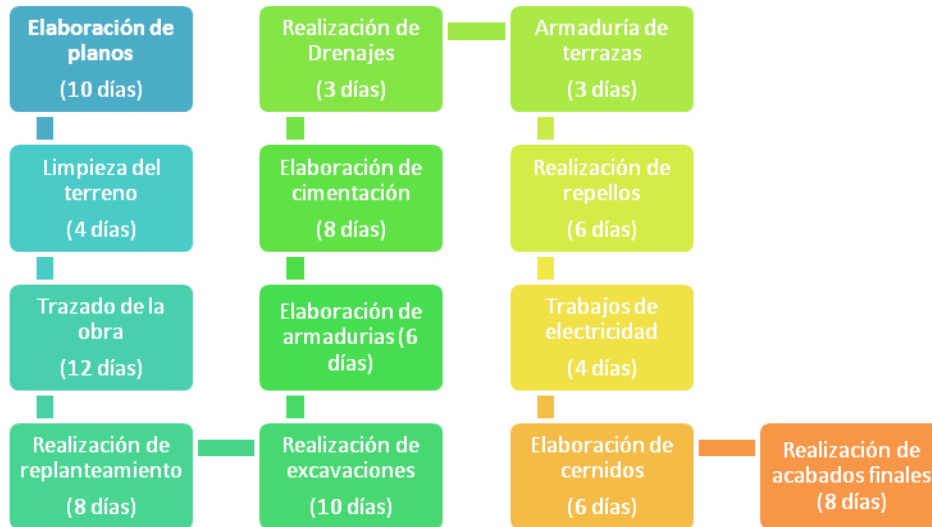 Elaboración de
planos
(10 días)
Limpieza del
terreno
(4 días)
Trazado de la
obra
(12 días)
Realización de
replanteamiento
(8 días)
Realización de
excavaciones
(10 días)
Elaboración de
armadurias (6
días)
Elaboración de
cimentación
(8 días)
Realización de
Drenajes
(3 días)
Armaduría de
terrazas
(3 días)
Realización de
repellos
(6 días)
Trabajos de
electricidad
(4 días)
Elaboración de
cernidos
(6 días)
Realización de
acabados finales
(8 días)